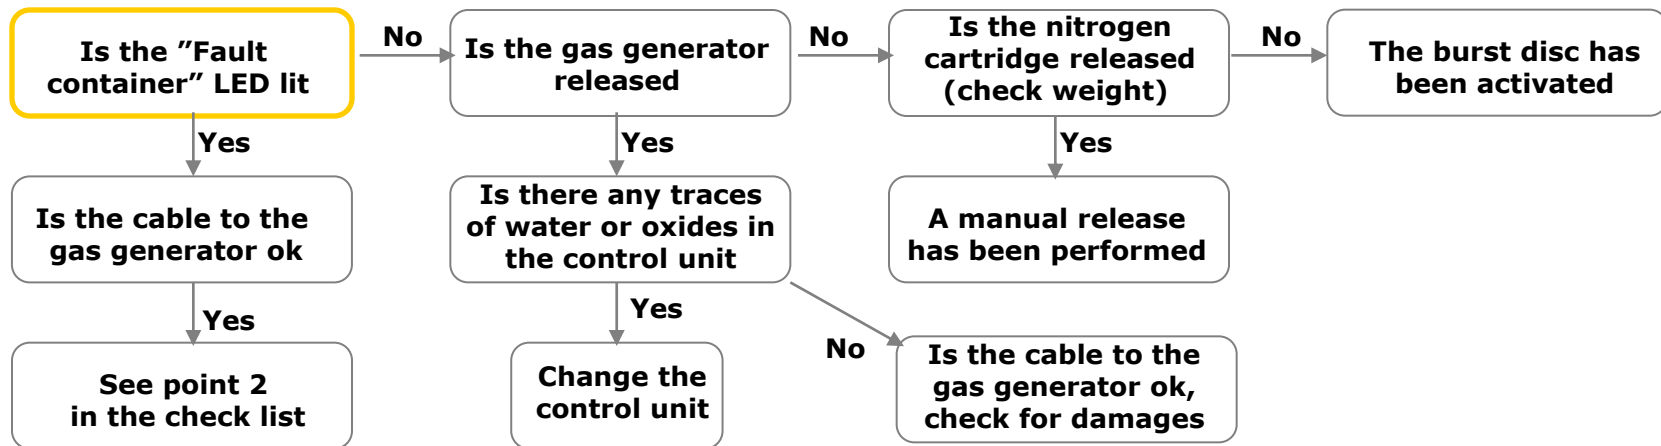 Is the ”Fault
container” LED lit
No
Is the gas generator
released
No
Is the nitrogen
cartridge released
(check weight)
No
The burst disc has
been activated
Yes
Yes
Yes
Is the cable to the
gas generator ok
Is there any traces
of water or oxides in
the control unit
A manual release
has been performed
Yes
Yes
No
See point 2
in the check list
Change the
control unit
Is the cable to the
gas generator ok,
check for damages